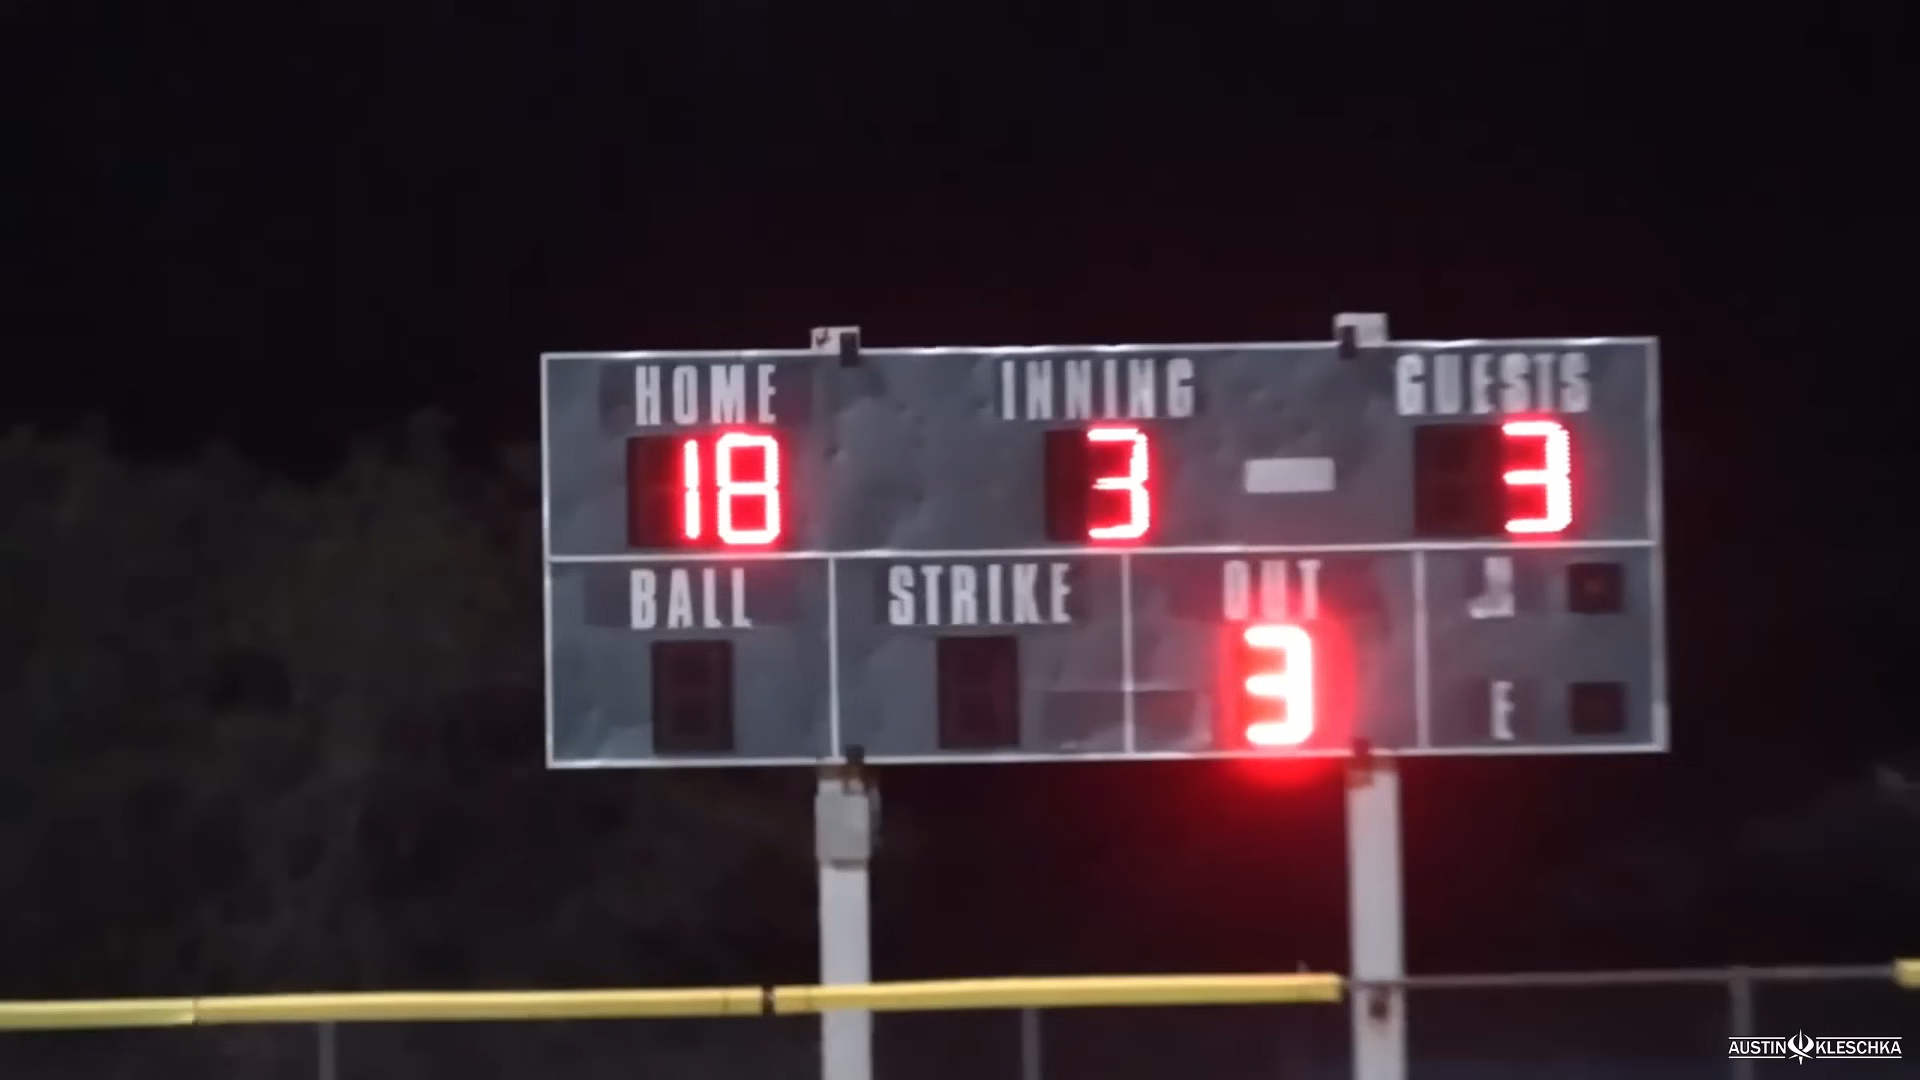 HOME INNING GUESTS
18 3 3
BALL STRIKE OUT H
3 E
AUSTIN KLESCHKA